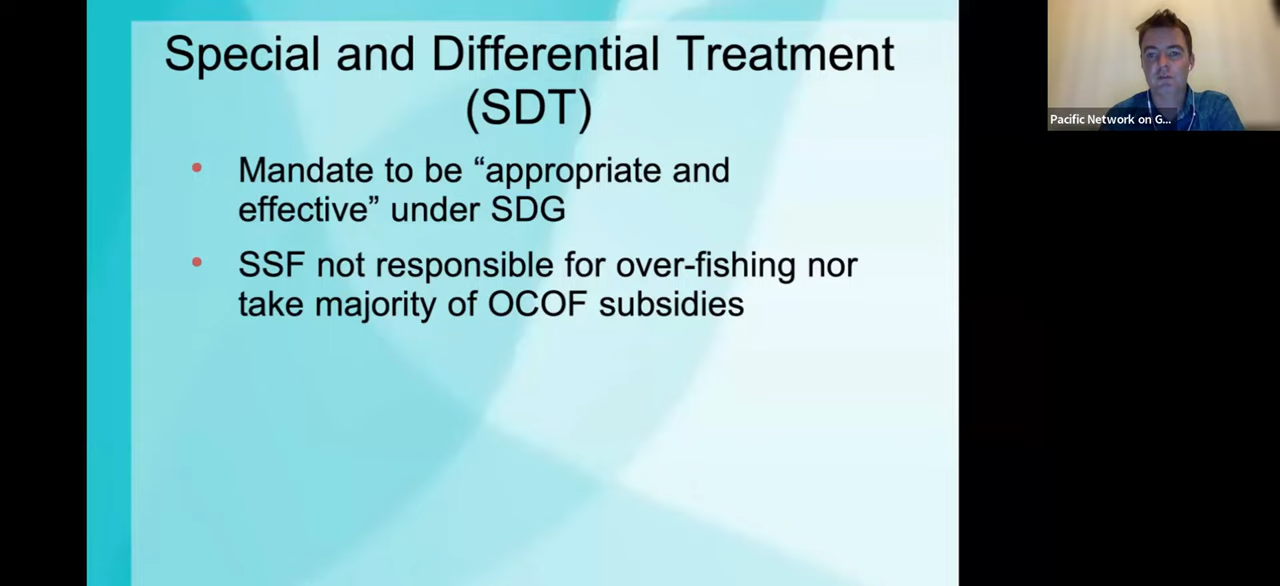 Special and Differential Treatment
(SDT)
• Mandate to be “appropriate and
effective” under SDG
• SSF not responsible for over-fishing nor
take majority of OCOF subsidies
Pacific Network on G...